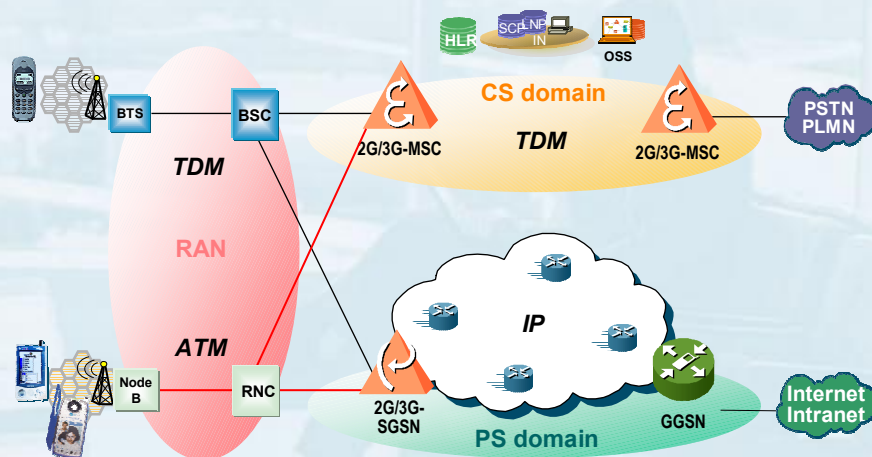 HLR
SCP
LNP
IN
OSS
BTS
BSC
2G/3G-MSC
CS domain
TDM
2G/3G-MSC
PSTN
PLMN
TDM
RAN
ATM
IP
Node
B
RNC
2G/3G-
SGSN
PS domain
GGSN
Internet
Intranet